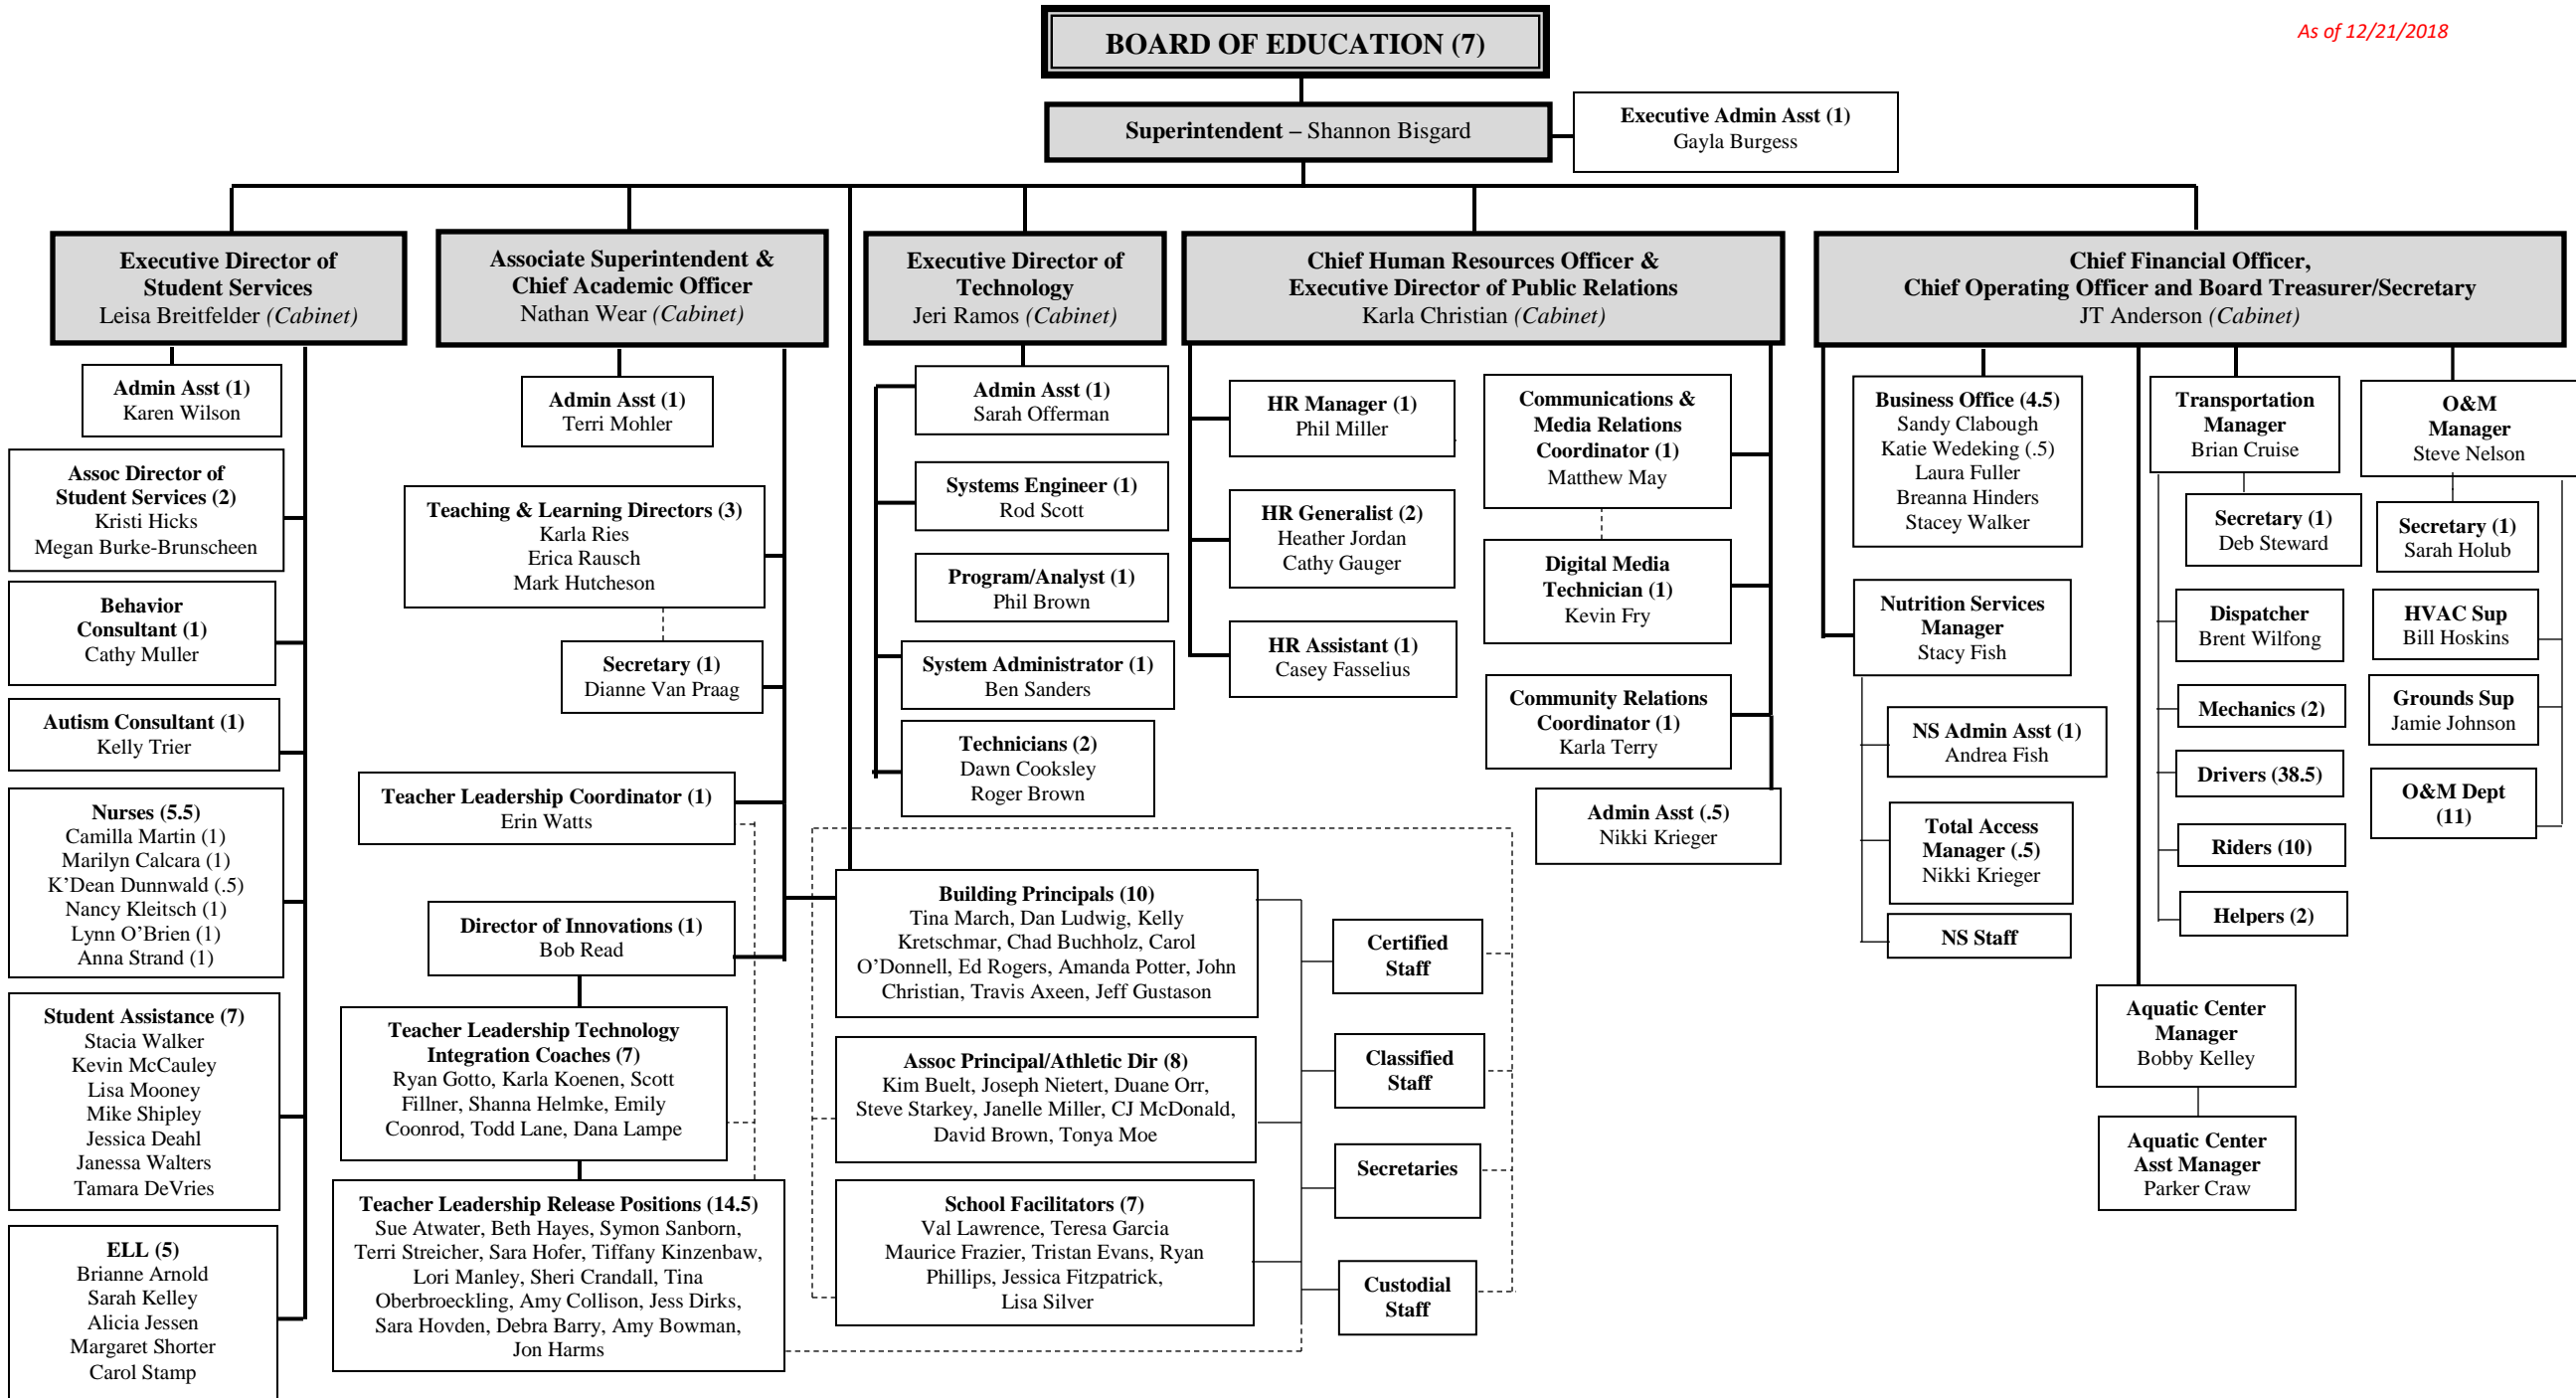 As of 12/21/2018
BOARD OF EDUCATION (7)
Superintendent – Shannon Bisgard
Executive Admin Asst (1)
Gayla Burgess
Executive Director of
Student Services
Leisa Breitfelder (Cabinet)
Admin Asst (1)
Karen Wilson
Assoc Director of
Student Services (2)
Kristi Hicks
Megan Burke-Brunscheen
Behavior
Consultant (1)
Cathy Muller
Autism Consultant (1)
Kelly Trier
Nurses (5.5)
Camilla Martin (1)
Marilyn Calcara (1)
K’Dean Dunnwald (.5)
Nancy Kleitsch (1)
Lynn O’Brien (1)
Anna Strand (1)
Student Assistance (7)
Stacia Walker
Kevin McCauley
Lisa Mooney
Mike Shipley
Jessica Deahl
Janessa Walters
Tamara DeVries
ELL (5)
Brianne Arnold
Sarah Kelley
Alicia Jessen
Margaret Shorter
Carol Stamp
Associate Superintendent &
Chief Academic Officer
Nathan Wear (Cabinet)
Admin Asst (1)
Terri Mohler
Teaching & Learning Directors (3)
Karla Ries
Erica Rausch
Mark Hutcheson
Secretary (1)
Dianne Van Praag
Teacher Leadership Coordinator (1)
Erin Watts
Director of Innovations (1)
Bob Read
Teacher Leadership Technology
Integration Coaches (7)
Ryan Gotto, Karla Koenen, Scott
Fillner, Shanna Helmke, Emily
Coonrod, Todd Lane, Dana Lampe
Teacher Leadership Release Positions (14.5)
Sue Atwater, Beth Hayes, Symon Sanborn,
Terri Streicher, Sara Hofer, Tiffany Kinzenbaw,
Lori Manley, Sheri Crandall, Tina
Oberbroeckling, Amy Collison, Jess Dirks,
Sara Hovden, Debra Barry, Amy Bowman,
Jon Harms
Executive Director of
Technology
Jeri Ramos (Cabinet)
Admin Asst (1)
Sarah Offerman
Systems Engineer (1)
Rod Scott
Program/Analyst (1)
Phil Brown
System Administrator (1)
Ben Sanders
Technicians (2)
Dawn Cooksley
Roger Brown
Building Principals (10)
Tina March, Dan Ludwig, Kelly
Kretschmar, Chad Buchholz, Carol
O’Donnell, Ed Rogers, Amanda Potter, John
Christian, Travis Axeen, Jeff Gustason
Assoc Principal/Athletic Dir (8)
Kim Buelt, Joseph Nietert, Duane Orr,
Steve Starkey, Janelle Miller, CJ McDonald,
David Brown, Tonya Moe
School Facilitators (7)
Val Lawrence, Teresa Garcia
Maurice Frazier, Tristan Evans, Ryan
Phillips, Jessica Fitzpatrick,
Lisa Silver
Certified
Staff
Classified
Staff
Secretaries
Custodial
Staff
Chief Human Resources Officer &
Executive Director of Public Relations
Karla Christian (Cabinet)
HR Manager (1)
Phil Miller
HR Generalist (2)
Heather Jordan
Cathy Gauger
HR Assistant (1)
Casey Fasselius
Communications &
Media Relations
Coordinator (1)
Matthew May
Digital Media
Technician (1)
Kevin Fry
Community Relations
Coordinator (1)
Karla Terry
Admin Asst (.5)
Nikki Krieger
Chief Financial Officer,
Chief Operating Officer and Board Treasurer/Secretary
JT Anderson (Cabinet)
Business Office (4.5)
Sandy Clabough
Katie Wedeking (.5)
Laura Fuller
Breanna Hinders
Stacey Walker
Nutrition Services
Manager
Stacy Fish
NS Admin Asst (1)
Andrea Fish
Total Access
Manager (.5)
Nikki Krieger
NS Staff
Transportation
Manager
Brian Cruise
Secretary (1)
Deb Steward
Dispatcher
Brent Wilfong
Mechanics (2)
Drivers (38.5)
Riders (10)
Helpers (2)
O&M
Manager
Steve Nelson
Secretary (1)
Sarah Holub
HVAC Sup
Bill Hoskins
Grounds Sup
Jamie Johnson
O&M Dept
(11)
Aquatic Center
Manager
Bobby Kelley
Aquatic Center
Asst Manager
Parker Craw